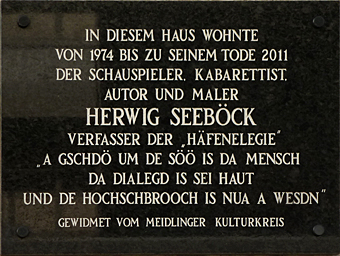 IN DIESEM HAUS WOHNTE
VON 1974 BIS ZU SEINEM TODE 2011
DER SCHAUSPIELER, KABARETTIST,
AUTOR UND MALER
HERWIG SEEBÖCK
VERFASSER DER „HÄFENELEGIE"
„A GSCHDÖ UM DE SÖÖ IS DA MENSCH
DA DIALEGD IS SEI HAUT
UND DE HOCHSCHBROOCH IS NUA A WESDN"
GEWIDMET VOM MEIDLINGER KULTURKREIS